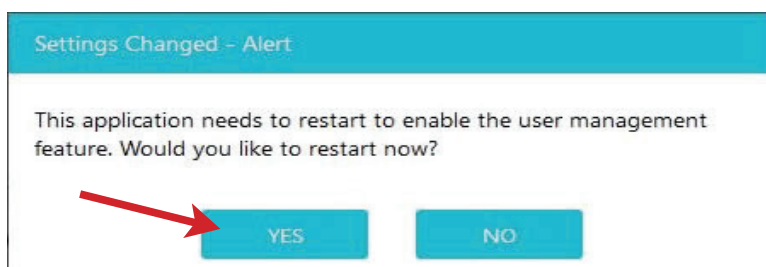 Settings Changed - Alert
This application needs to restart to enable the user management
feature. Would you like to restart now?
YES NO